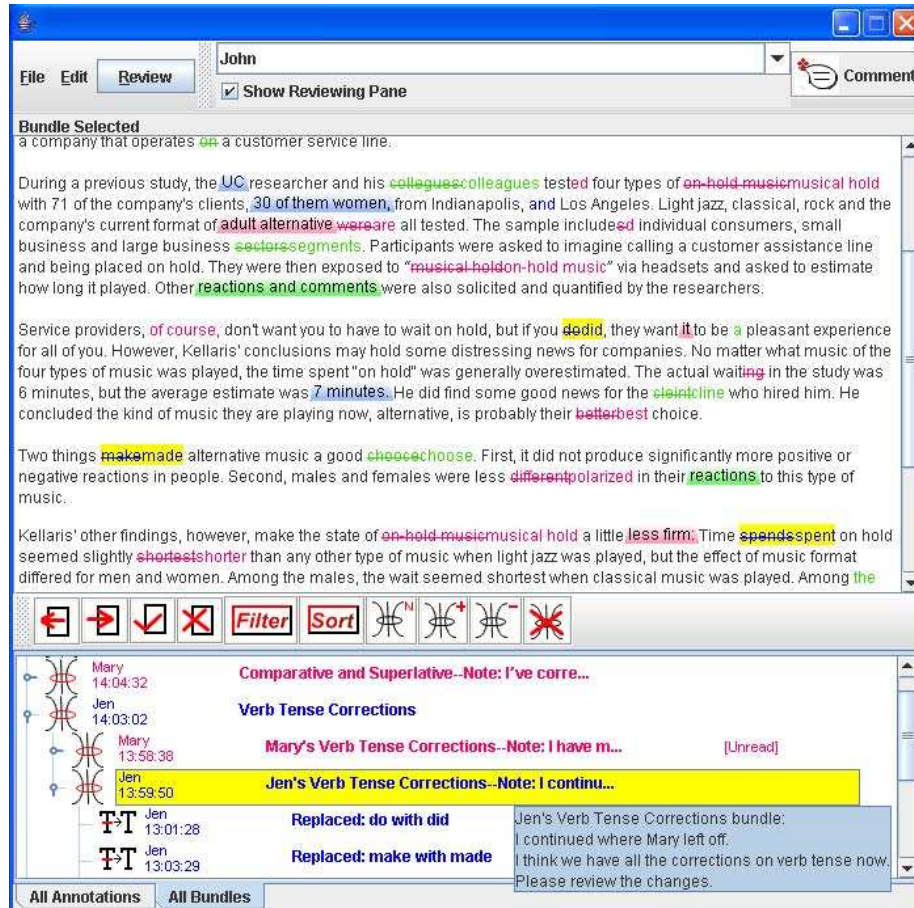 John
File Edit Review
Comment
Show Reviewing Pane
Bundle Selected
a company that operates on a customer service line.
During a previous study, the UC researcher and his colleguescolleagues tested four types of on-hold musicmusical hold
with 71 of the company's clients, 30 of them women, from Indianapolis, and Los Angeles. Light jazz, classical, rock and the
company's current format of adult alternative wereare all tested. The sample includesd individual consumers, small
business and large business sectorssegments. Participants were asked to imagine calling a customer assistance line
and being placed on hold. They were then exposed to “musical holdon-hold music” via headsets and asked to estimate
how long it played. Other reactions and comments were also solicited and quantified by the researchers.
Service providers, of course, don't want you to have to wait on hold, but if you dodid, they want it to be a pleasant experience
for all of you. However, Kellaris' conclusions may hold some distressing news for companies. No matter what music of the
four types of music was played, the time spent "on hold" was generally overestimated. The actual waiting in the study was
6 minutes, but the average estimate was 7 minutes. He did find some good news for the cleintcline who hired him. He
concluded the kind of music they are playing now, alternative, is probably their betterbest choice.
Two things makemade alternative music a good choocechoose. First, it did not produce significantly more positive or
negative reactions in people. Second, males and females were less differentpolarized in their reactions to this type of
music.
Kellaris' other findings, however, make the state of on-hold musicmusical hold a little less firm: Time spendsspent on hold
seemed slightly shortestshorter than any other type of music when light jazz was played, but the effect of music format
differed for men and women. Among the males, the wait seemed shortest when classical music was played. Among the
Filter Sort N + −
Mary
14:04:32 Comparative and Superlative--Note: I've corre...
Jen
14:03:02 Verb Tense Corrections
Mary
13:58:38 Mary's Verb Tense Corrections--Note: I have m... [Unread]
Jen
13:59:50 Jen's Verb Tense Corrections--Note: I continu...
T→T Jen
13:01:28 Replaced: do with did
T→T Jen
13:03:29 Replaced: make with made
Jen's Verb Tense Corrections bundle:
I continued where Mary left off.
I think we have all the corrections on verb tense now.
Please review the changes.
All Annotations All Bundles